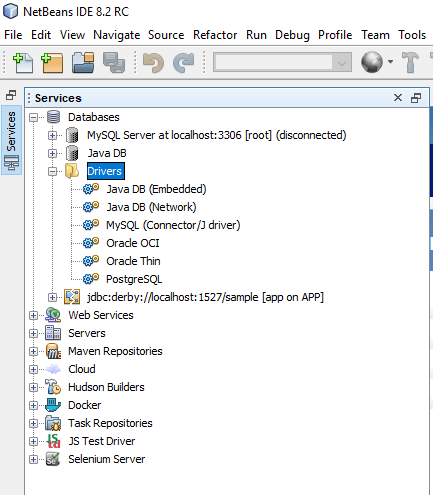 NetBeans IDE 8.2 RC
File Edit View Navigate Source Refactor Run Debug Profile Team Tools
Services
Services
Databases
MySQL Server at localhost:3306 [root] (disconnected)
Java DB
Drivers
Java DB (Embedded)
Java DB (Network)
MySQL (Connector/J driver)
Oracle OCI
Oracle Thin
PostgreSQL
jdbc:derby://localhost:1527/sample [app on APP]
Web Services
Servers
Maven Repositories
Cloud
Hudson Builders
Docker
Task Repositories
JS Test Driver
Selenium Server